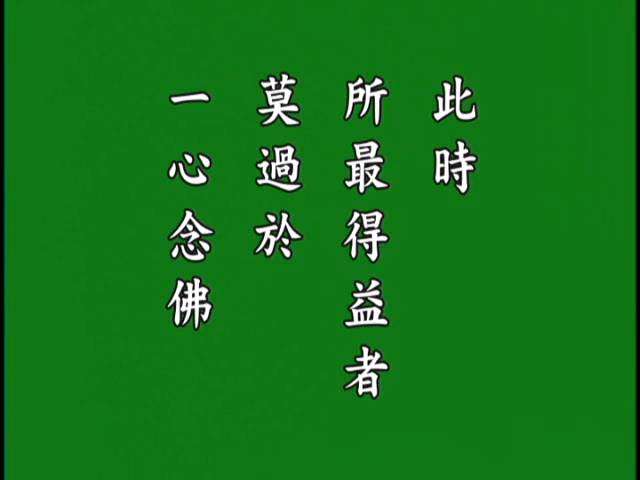 此時
所最得益者
莫過於
一心念佛